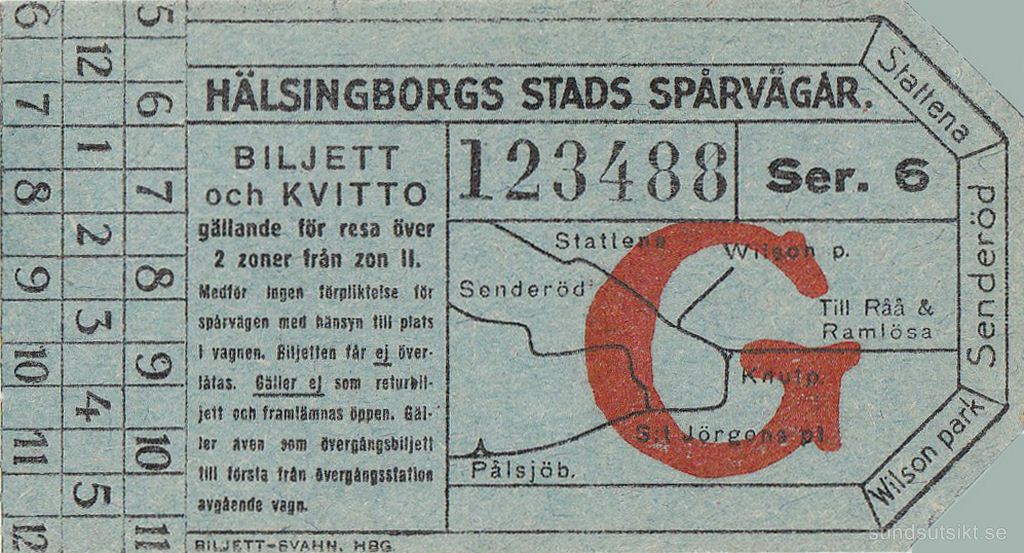 6
7
8
9
10
11
12
12
1
2
3
4
5
5
6
7
8
9
10
11
HÄLSINGBORGS STADS SPÅRVÄGAR.
BILJETT
och KVITTO
gällande för resa över
2 zoner från zon II.
Medför ingen förpliktelse för
spårvägen med hänsyn till plats
i vagnen. Biljetten får ej över-
låtas. Gäller ej som returbil-
jett och framlämnas öppen. Gäl-
ler även som övergångsbiljett
till första från övergångsstation
avgående vagn.
BILJETT-SVAHN, HBG.
123488
Ser. 6
G
Stattena
Wilson p.
Senderöd
Till Råå &
Ramlösa
Knutp.
S:t Jörgens pl
Pålsjöb.
Stattena
Senderöd
Wilson park
sundsutsikt.se